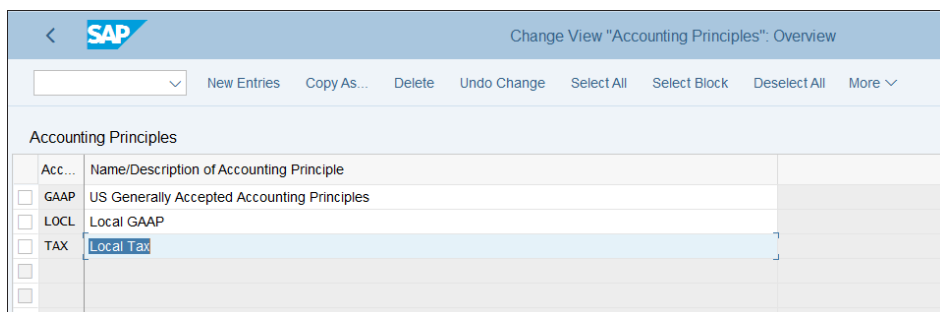 SAP Change View "Accounting Principles": Overview
New Entries Copy As... Delete Undo Change Select All Select Block Deselect All More
Accounting Principles
Acc... Name/Description of Accounting Principle
GAAP US Generally Accepted Accounting Principles
LOCL Local GAAP
TAX Local Tax